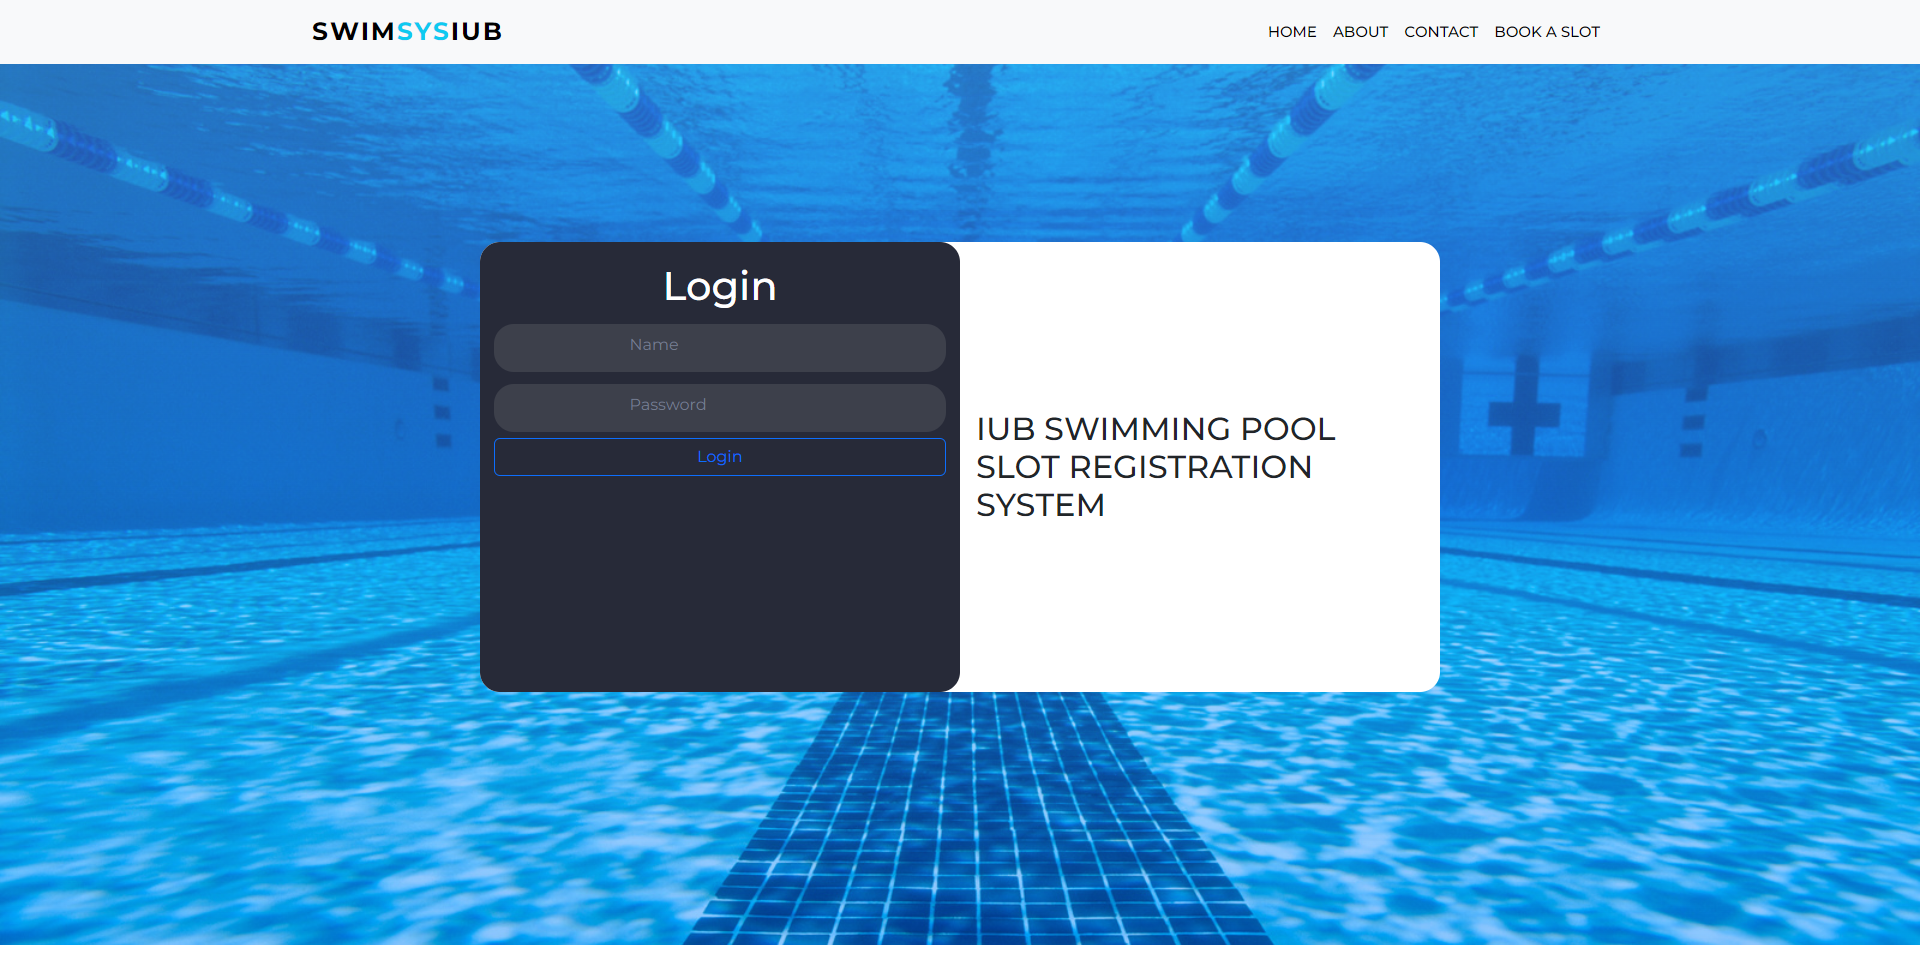 SWIMSYSIUB
HOME ABOUT CONTACT BOOK A SLOT
Login
Name
Password
Login
IUB SWIMMING POOL
SLOT REGISTRATION
SYSTEM